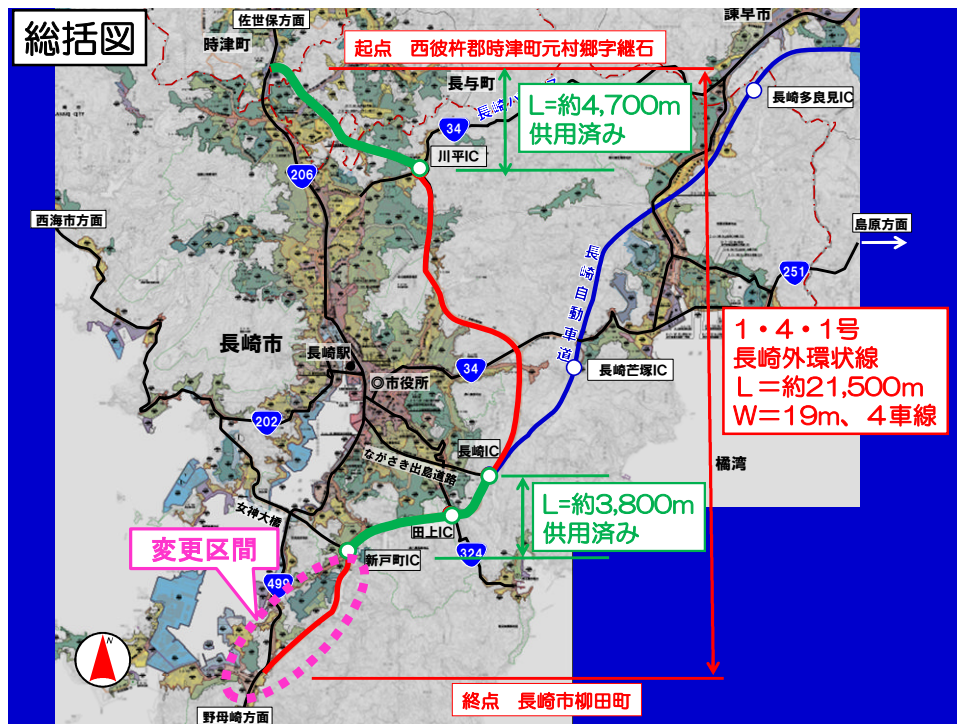 総括図
佐世保方面
諫早市
時津町
起点 西彼杵郡時津町元村郷字継石
長与町
長崎バイパス
長崎多良見IC
L=約4,700m
供用済み
34
川平IC
206
西海市方面
島原方面
251
長崎自動車道
1・4・1号
長崎外環状線
L=約21,500m
W=19m、4車線
長崎市
長崎駅
◎市役所
34
長崎芒塚IC
202
長崎IC
ながさき出島道路
橘湾
女神大橋
L=約3,800m
供用済み
田上IC
変更区間
新戸町IC
324
499
N
終点 長崎市柳田町
野母崎方面